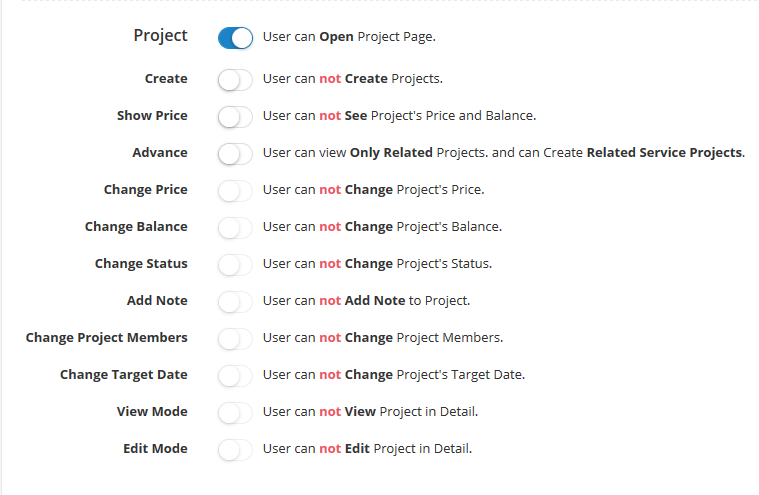 Project User can Open Project Page.
Create User can not Create Projects.
Show Price User can not See Project's Price and Balance.
Advance User can view Only Related Projects. and can Create Related Service Projects.
Change Price User can not Change Project's Price.
Change Balance User can not Change Project's Balance.
Change Status User can not Change Project's Status.
Add Note User can not Add Note to Project.
Change Project Members User can not Change Project Members.
Change Target Date User can not Change Project's Target Date.
View Mode User can not View Project in Detail.
Edit Mode User can not Edit Project in Detail.